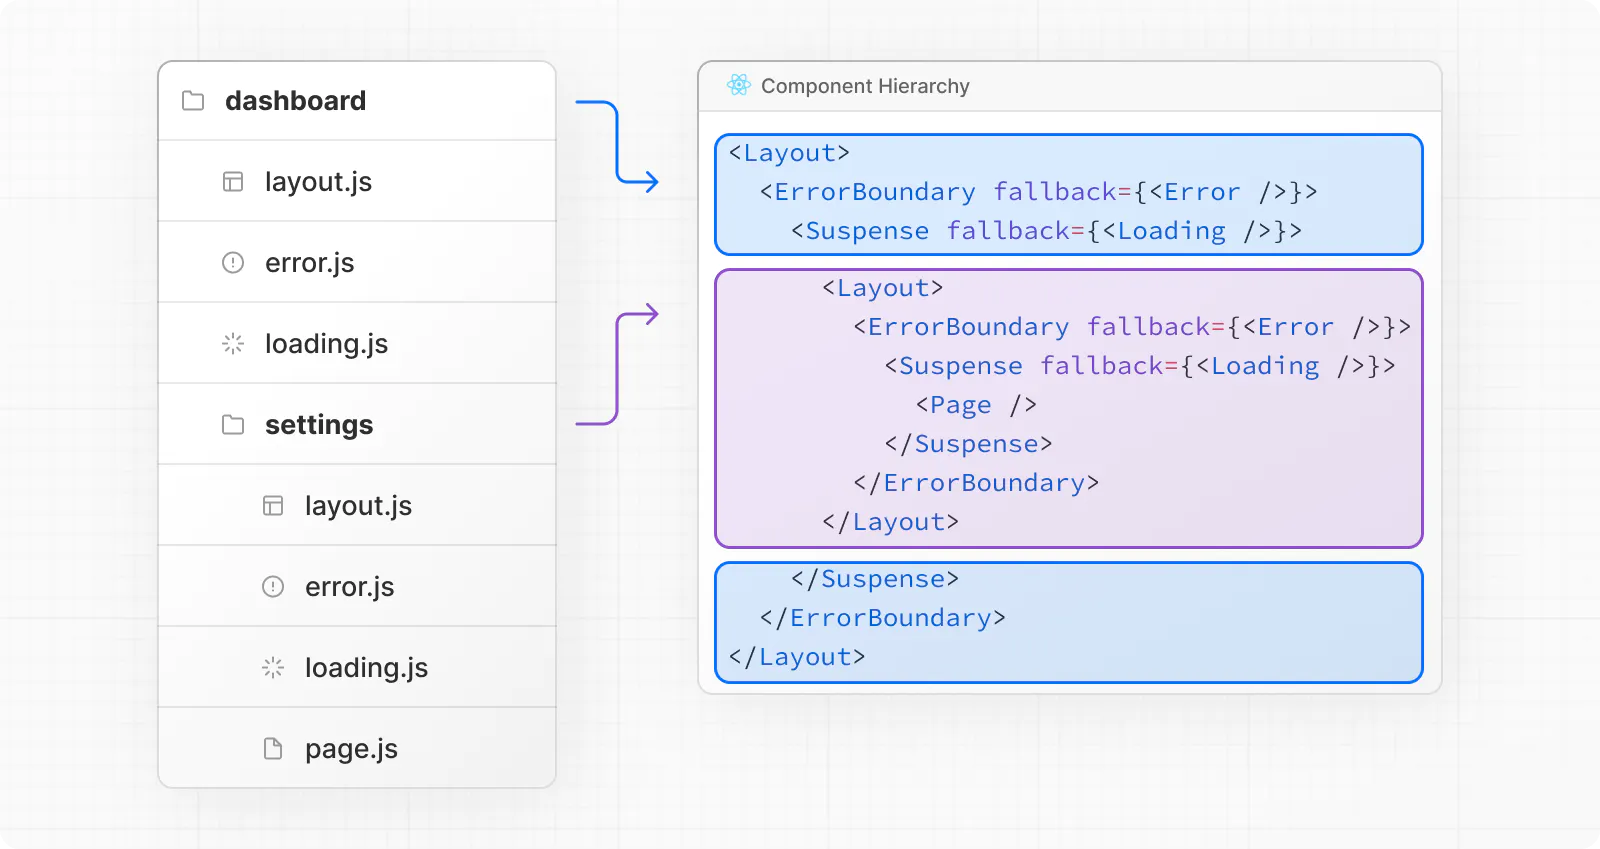 dashboard
layout.js
error.js
loading.js
settings
layout.js
error.js
loading.js
page.js
Component Hierarchy
<Layout>
  <ErrorBoundary fallback={<Error />}>
    <Suspense fallback={<Loading />}>
      <Layout>
        <ErrorBoundary fallback={<Error />}>
          <Suspense fallback={<Loading />}>
            <Page />
          </Suspense>
        </ErrorBoundary>
      </Layout>
    </Suspense>
  </ErrorBoundary>
</Layout>